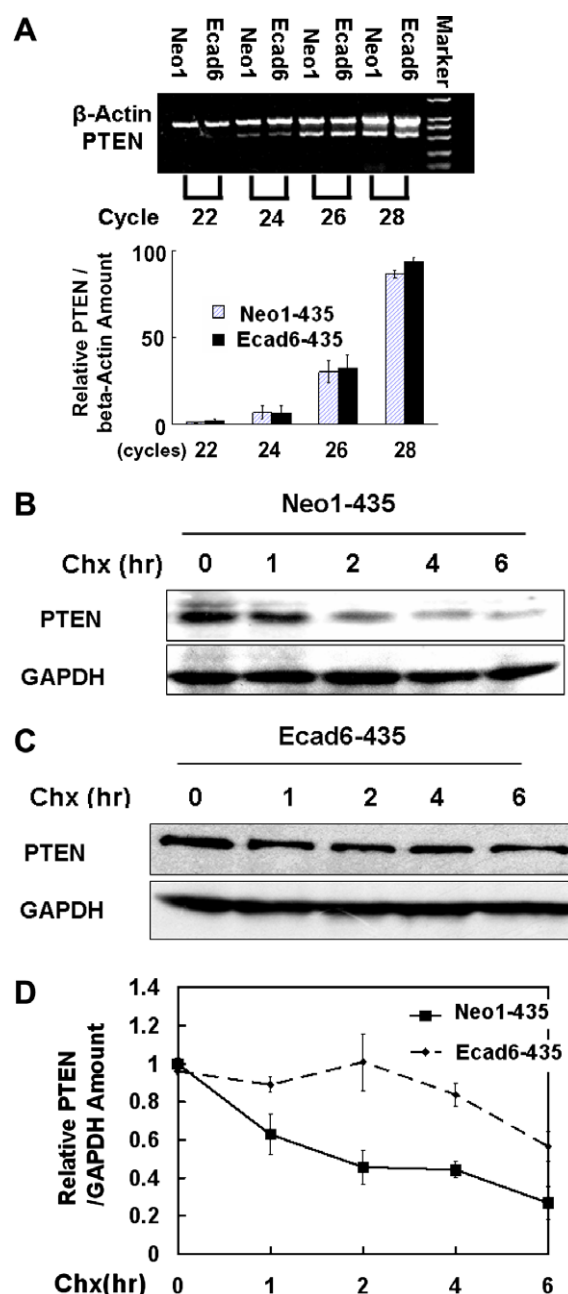 A
Neo1 Ecad6 Neo1 Ecad6 Neo1 Ecad6 Neo1 Ecad6 Marker
β-Actin
PTEN
Cycle 22 24 26 28
Relative PTEN /
beta-Actin Amount
100
50
0
Neo1-435
Ecad6-435
(cycles) 22 24 26 28
B
Neo1-435
Chx (hr) 0 1 2 4 6
PTEN
GAPDH
C
Ecad6-435
Chx (hr) 0 1 2 4 6
PTEN
GAPDH
D
Relative PTEN
/GAPDH Amount
1.4
1.2
1
0.8
0.6
0.4
0.2
0
Neo1-435
Ecad6-435
Chx(hr) 0 1 2 4 6